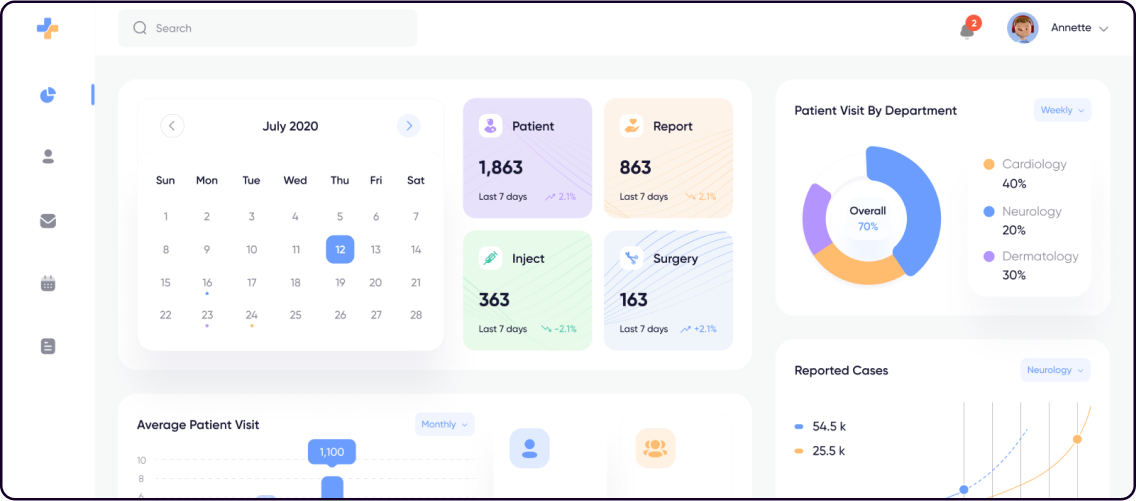 Search
2
Annette
July 2020
Sun Mon Tue Wed Thu Fri Sat
1 2 3 4 5 6 7
8 9 10 11 12 13 14
15 16 17 18 19 20 21
22 23 24 25 26 27 28
Patient
1,863
Last 7 days 2.1%
Report
863
Last 7 days 2.1%
Inject
363
Last 7 days -2.1%
Surgery
163
Last 7 days +2.1%
Patient Visit By Department
Weekly
Overall
70%
Cardiology
40%
Neurology
20%
Dermatology
30%
Average Patient Visit
Monthly
1,100
10
8
6
Reported Cases
Neurology
54.5 k
25.5 k